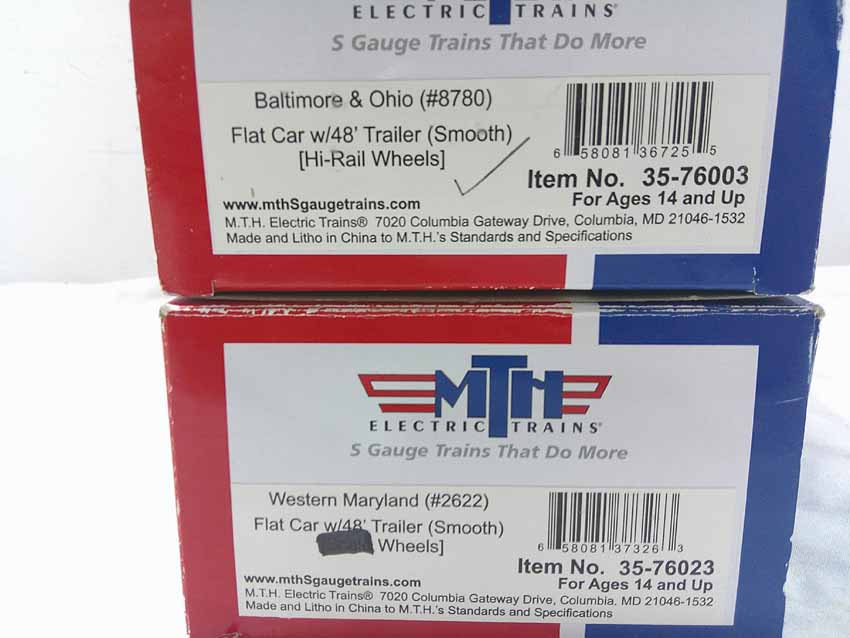 ELECTRIC TRAINS
S Gauge Trains That Do More
Baltimore & Ohio (#8780)
Flat Car w/48' Trailer (Smooth)
[Hi-Rail Wheels]
6 58081 36725 5
Item No. 35-76003
For Ages 14 and Up
www.mthSgaugetrains.com
M.T.H. Electric Trains® 7020 Columbia Gateway Drive, Columbia, MD 21046-1532
Made and Litho in China to M.T.H.'s Standards and Specifications
MTH
ELECTRIC TRAINS
S Gauge Trains That Do More
Western Maryland (#2622)
Flat Car w/48' Trailer (Smooth)
Wheels]
6 58081 37326 3
Item No. 35-76023
For Ages 14 and Up
www.mthSgaugetrains.com
M.T.H. Electric Trains® 7020 Columbia Gateway Drive, Columbia, MD 21046-1532
Made and Litho in China to M.T.H.'s Standards and Specifications